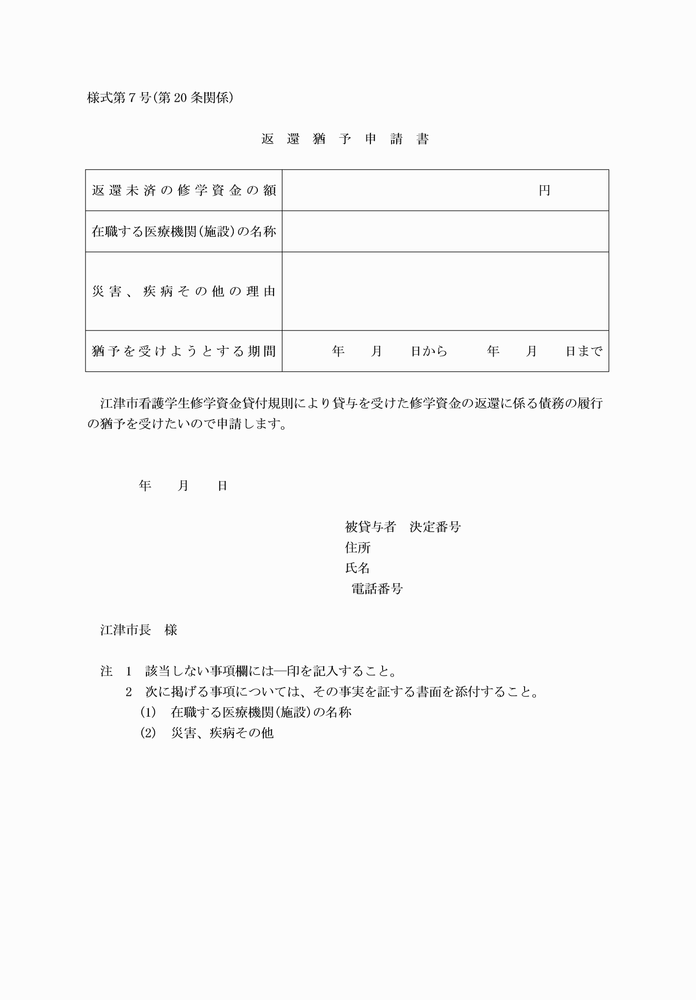 様式第７号(第 20 条関係)
返　還　猶　予　申　請　書
返還未済の修学資金の額　円
在職する医療機関(施設)の名称
災害、疾病その他の理由
猶予を受けようとする期間　年　月　日から　年　月　日まで
江津市看護学生修学資金貸付規則により貸与を受けた修学資金の返還に係る債務の履行
の猶予を受けたいので申請します。
年　　月　　日
被貸与者　決定番号
住所
氏名
電話番号
江津市長　様
注　1　該当しない事項欄には―印を記入すること。
2　次に掲げる事項については、その事実を証する書面を添付すること。
(1)　在職する医療機関(施設)の名称
(2)　災害、疾病その他